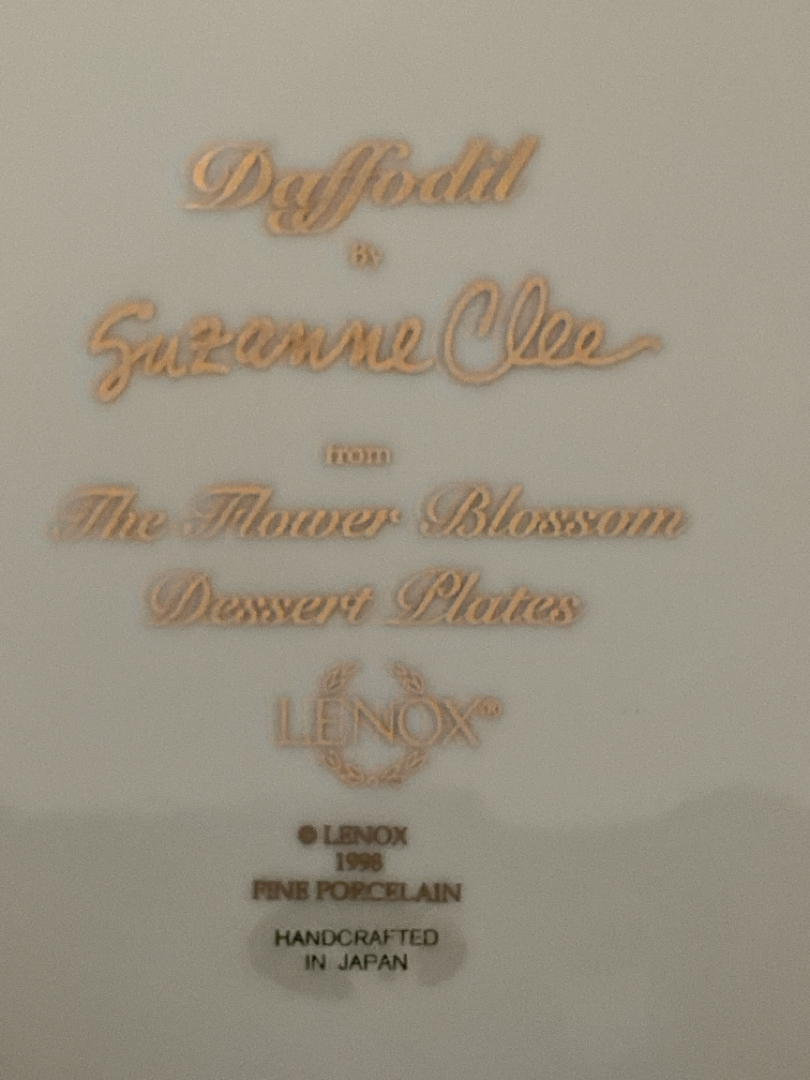 Daffodil
By
Suzanne Clee
from
The Flower Blossom
Dessert Plates
LENOX®
© LENOX
1998
FINE PORCELAIN
HANDCRAFTED
IN JAPAN